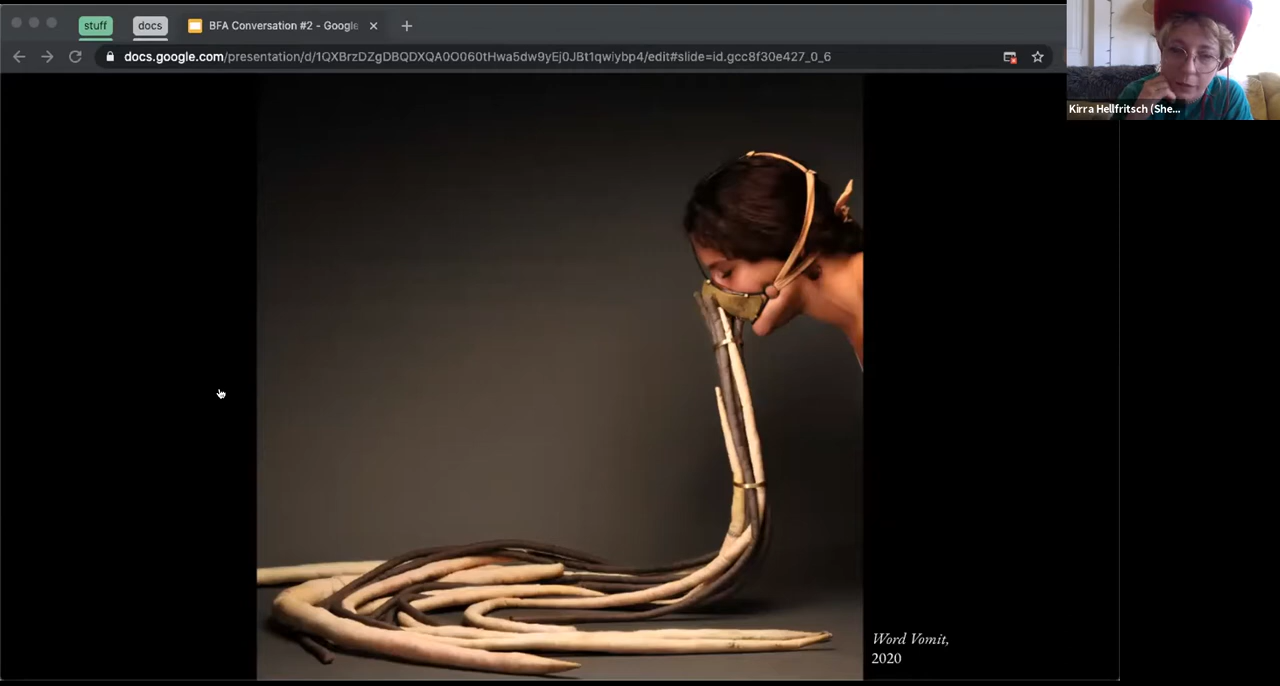 stuff
docs
BFA Conversation #2 - Google
docs.google.com/presentation/d/1QXBrzDZgDBQDXQA0O060tHwa5dw9yEj0JBt1qwiybp4/edit#slide=id.gcc8f30e427_0_6
Kirra Hellfritsch (She...
Word Vomit,
2020